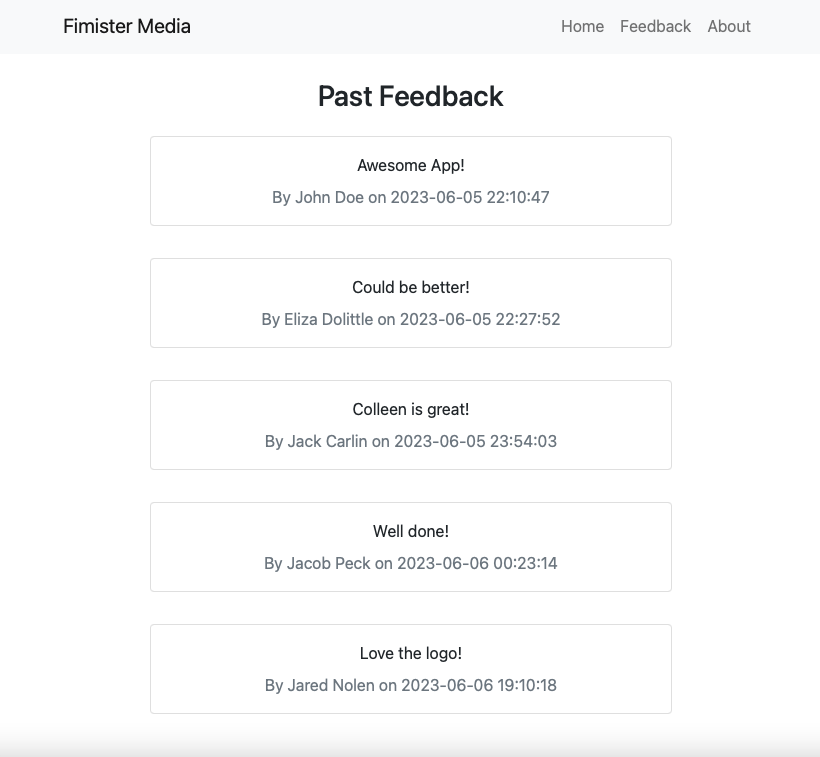 Fimister Media
Home Feedback About
Past Feedback
Awesome App!
By John Doe on 2023-06-05 22:10:47
Could be better!
By Eliza Dolittle on 2023-06-05 22:27:52
Colleen is great!
By Jack Carlin on 2023-06-05 23:54:03
Well done!
By Jacob Peck on 2023-06-06 00:23:14
Love the logo!
By Jared Nolen on 2023-06-06 19:10:18